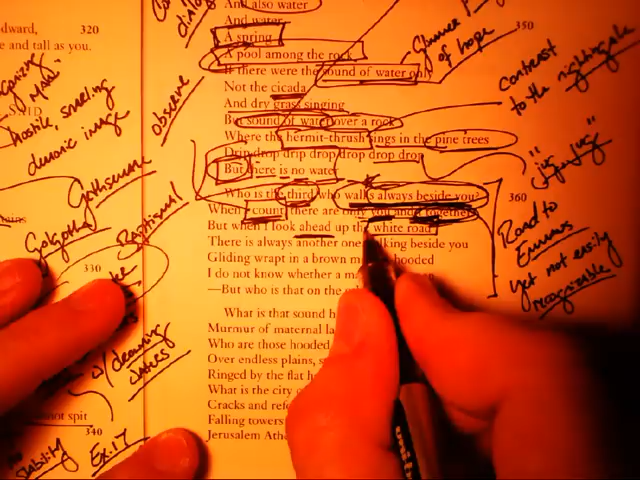 dward,
320
e and tall as you.
SAID
hostile, snarling
demonic image
Gethsemane
Golgotha
330
w/ drawing
not spit
340
Ex. 17
observe
Baptismal
And also water
And water
A spring
A pool among the rock
If there were the sound of water only
Not the cicada
And dry grass singing
But sound of water over a rock
Where the hermit-thrush sings in the pine trees
Drip drop drip drop drop drop drop
But there is no water
Who is the third who walks always beside you?
When I count, there are only you and I together
But when I look ahead up the white road
There is always another one walking beside you
Gliding wrapt in a brown hooded
I do not know whether a m
—But who is that on the
What is that sound h
Murmur of maternal la
Who are those hooded
Over endless plains, s
Ringed by the flat h
What is the city
Cracks and refo
Falling towers
Jerusalem Athe
350
Glimmer
of hope
contrast
to the nightingale
"jug
jug jug"
360
Road to
Emmaus
yet not easily
recognizable
uni